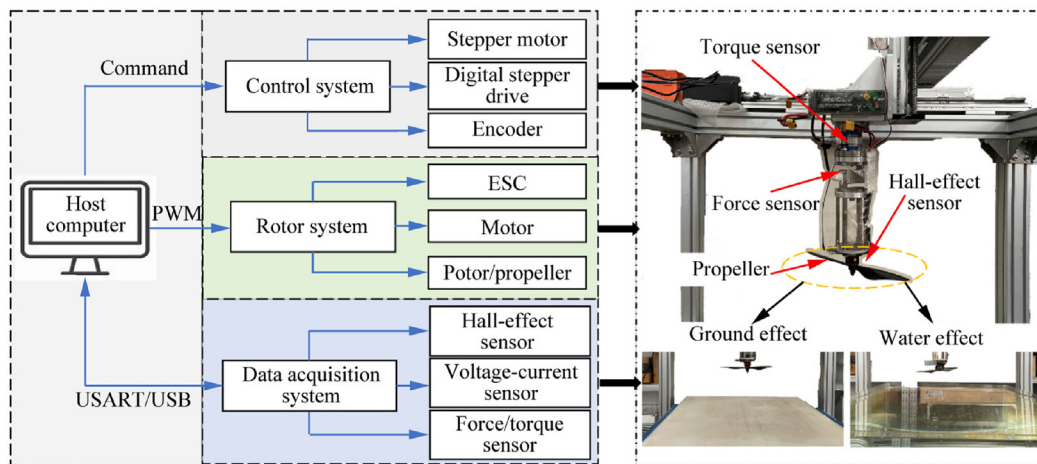 Command
Host
computer
PWM
USART/USB
Control system
Stepper motor
Digital stepper
drive
Encoder
Rotor system
ESC
Motor
Potor/propeller
Data acquisition
system
Hall-effect
sensor
Voltage-current
sensor
Force/torque
sensor
Torque sensor
Force sensor
Hall-effect
sensor
Propeller
Ground effect
Water effect